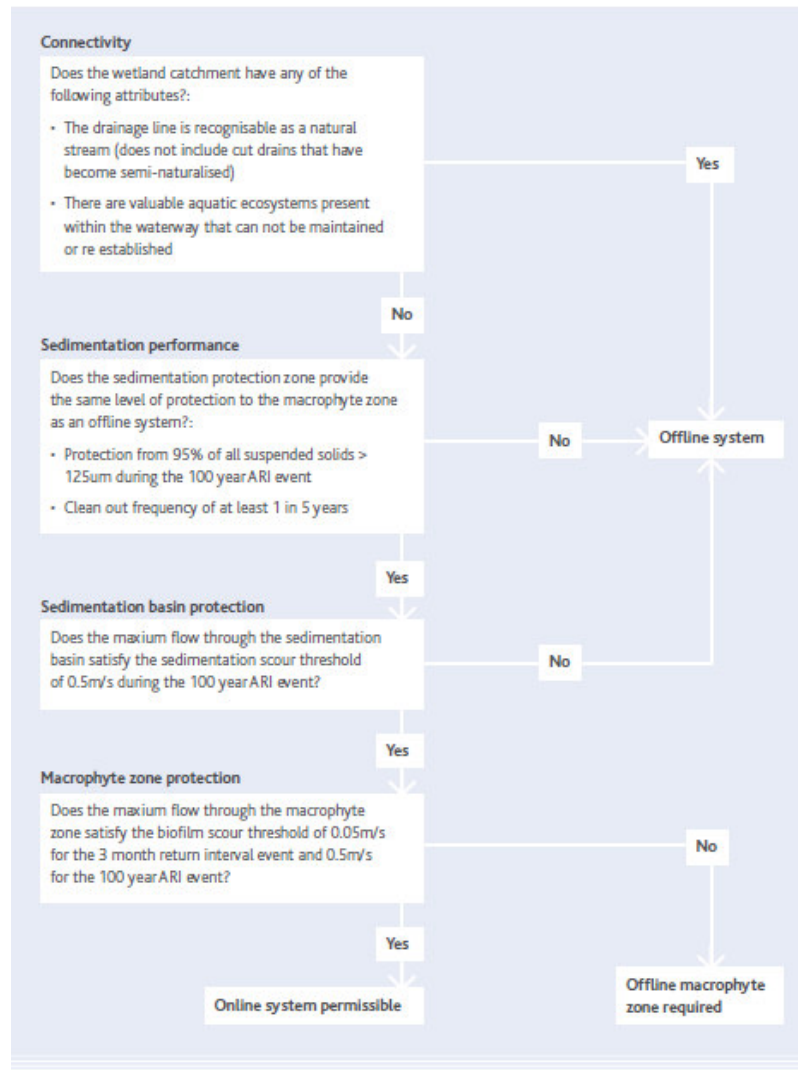 Connectivity
Does the wetland catchment have any of the
following attributes?:
• The drainage line is recognisable as a natural
stream (does not include cut drains that have
become semi-naturalised)
• There are valuable aquatic ecosystems present
within the waterway that can not be maintained
or re established
Yes
No
Sedimentation performance
Does the sedimentation protection zone provide
the same level of protection to the macrophyte zone
as an offline system?:
• Protection from 95% of all suspended solids >
125um during the 100 year ARI event
• Clean out frequency of at least 1 in 5 years
No
Offline system
Yes
Sedimentation basin protection
Does the maxium flow through the sedimentation
basin satisfy the sedimentation scour threshold
of 0.5m/s during the 100 year ARI event?
No
Yes
Macrophyte zone protection
Does the maxium flow through the macrophyte
zone satisfy the biofilm scour threshold of 0.05m/s
for the 3 month return interval event and 0.5m/s
for the 100 year ARI event?
No
Yes
Online system permissible
Offline macrophyte
zone required